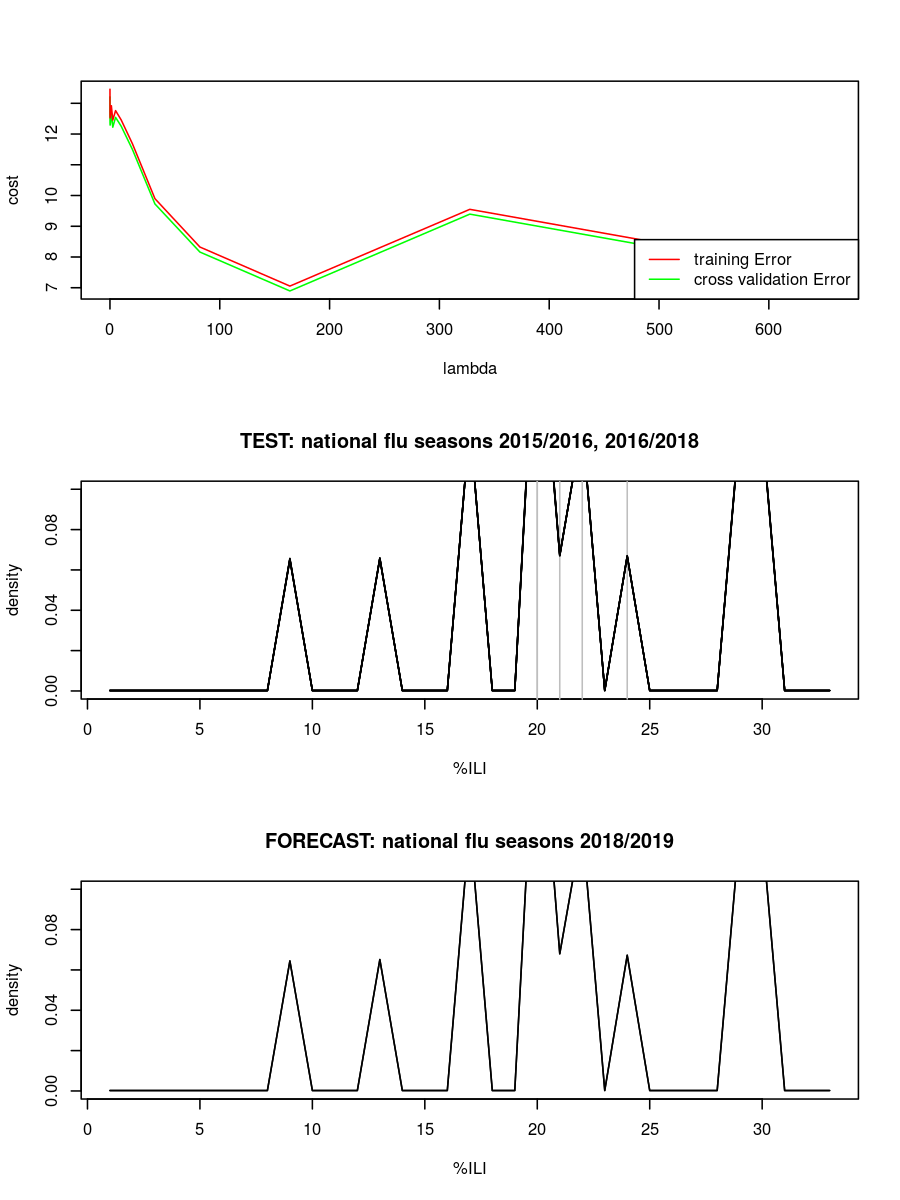 cost
12
10
9
8
7
training Error
cross validation Error
0 100 200 300 400 500 600
lambda
TEST: national flu seasons 2015/2016, 2016/2018
density
0.08
0.04
0.00
0 5 10 15 20 25 30
%ILI
FORECAST: national flu seasons 2018/2019
density
0.08
0.04
0.00
0 5 10 15 20 25 30
%ILI